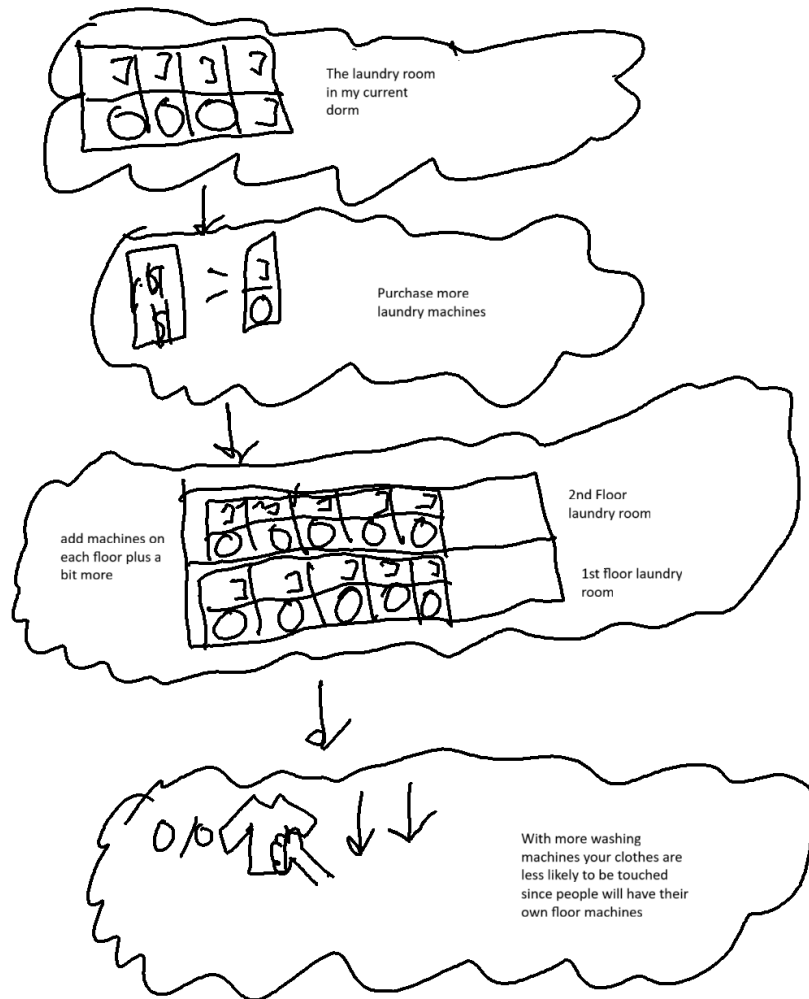 The laundry room
in my current
dorm
Purchase more
laundry machines
2nd Floor
laundry room
add machines on
each floor plus a
bit more
1st floor laundry
room
With more washing
machines your clothes are
less likely to be touched
since people will have their
own floor machines